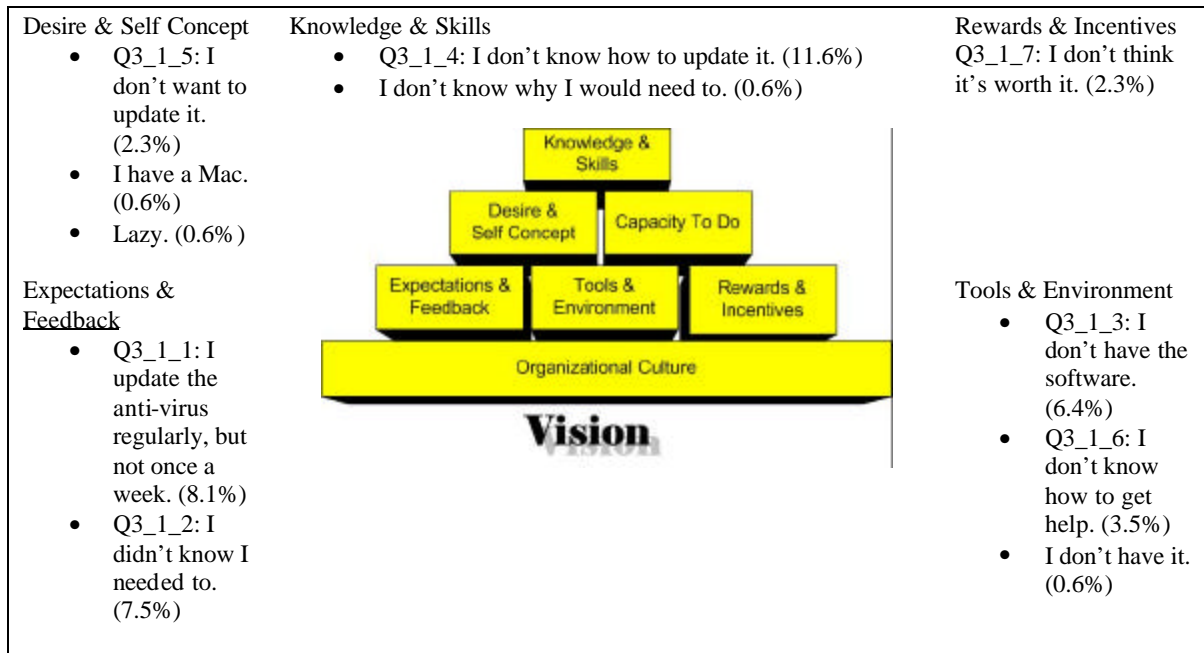 Desire & Self Concept
• Q3_1_5: I
don’t want to
update it.
(2.3%)
• I have a Mac.
(0.6%)
• Lazy. (0.6%)
Expectations &
Feedback
• Q3_1_1: I
update the
anti-virus
regularly, but
not once a
week. (8.1%)
• Q3_1_2: I
didn’t know I
needed to.
(7.5%)
Knowledge & Skills
• Q3_1_4: I don’t know how to update it. (11.6%)
• I don’t know why I would need to. (0.6%)
Knowledge &
Skills
Desire &
Self Concept
Capacity To Do
Expectations &
Feedback
Tools &
Environment
Rewards &
Incentives
Organizational Culture
Vision
Rewards & Incentives
Q3_1_7: I don’t think
it’s worth it. (2.3%)
Tools & Environment
• Q3_1_3: I
don’t have the
software.
(6.4%)
• Q3_1_6: I
don’t know
how to get
help. (3.5%)
• I don’t have it.
(0.6%)